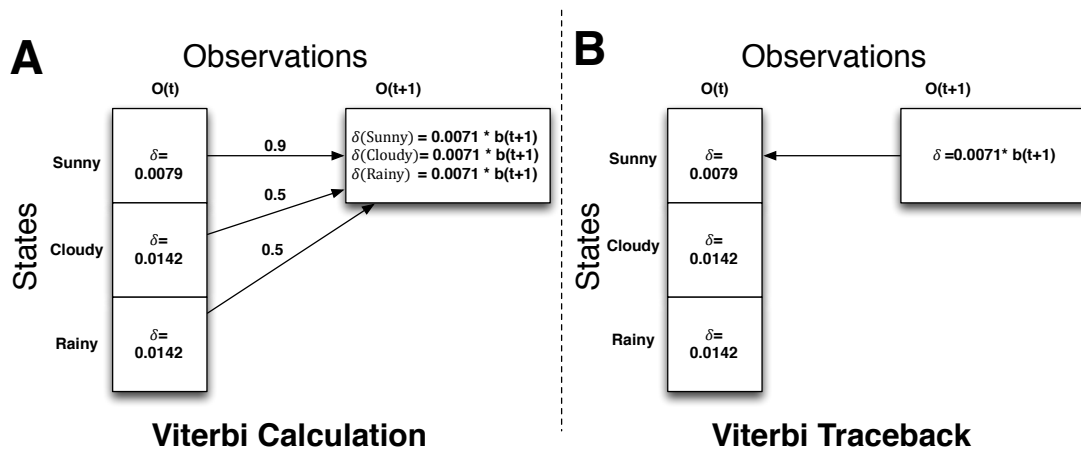 A
Observations
O(t)
O(t+1)
States
Sunny
δ=
0.0079
0.9
δ(Sunny) = 0.0071 * b(t+1)
δ(Cloudy)= 0.0071 * b(t+1)
δ(Rainy) = 0.0071 * b(t+1)
0.5
Cloudy
δ=
0.0142
0.5
Rainy
δ=
0.0142
Viterbi Calculation
B
Observations
O(t)
O(t+1)
States
Sunny
δ=
0.0079
δ =0.0071* b(t+1)
Cloudy
δ=
0.0142
Rainy
δ=
0.0142
Viterbi Traceback